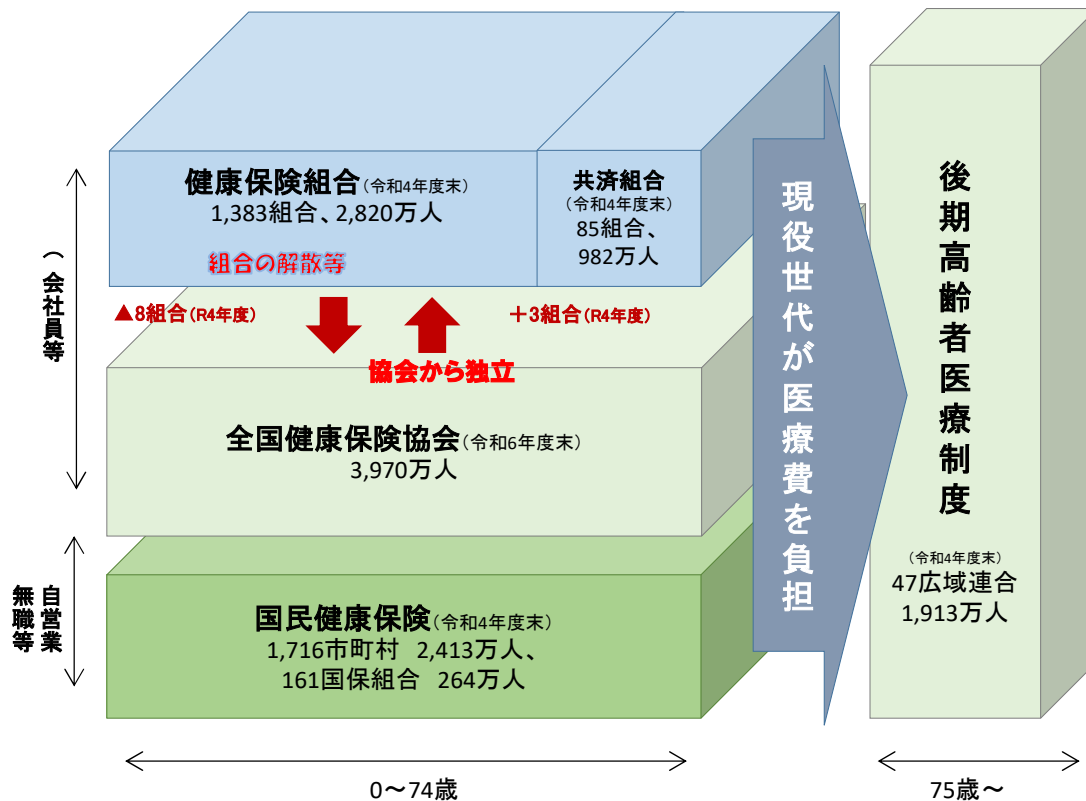 健康保険組合(令和4年度末)
1,383組合、2,820万人
共済組合
(令和4年度末)
85組合、
982万人
組合の解散等
▲8組合(R4年度)
＋3組合(R4年度)
協会から独立
(会社員等
全国健康保険協会(令和6年度末)
3,970万人
自営業
無職等
国民健康保険(令和4年度末)
1,716市町村 2,413万人、
161国保組合 264万人
現役世代が医療費を負担
後期高齢者医療制度
(令和4年度末)
47広域連合
1,913万人
0～74歳
75歳～